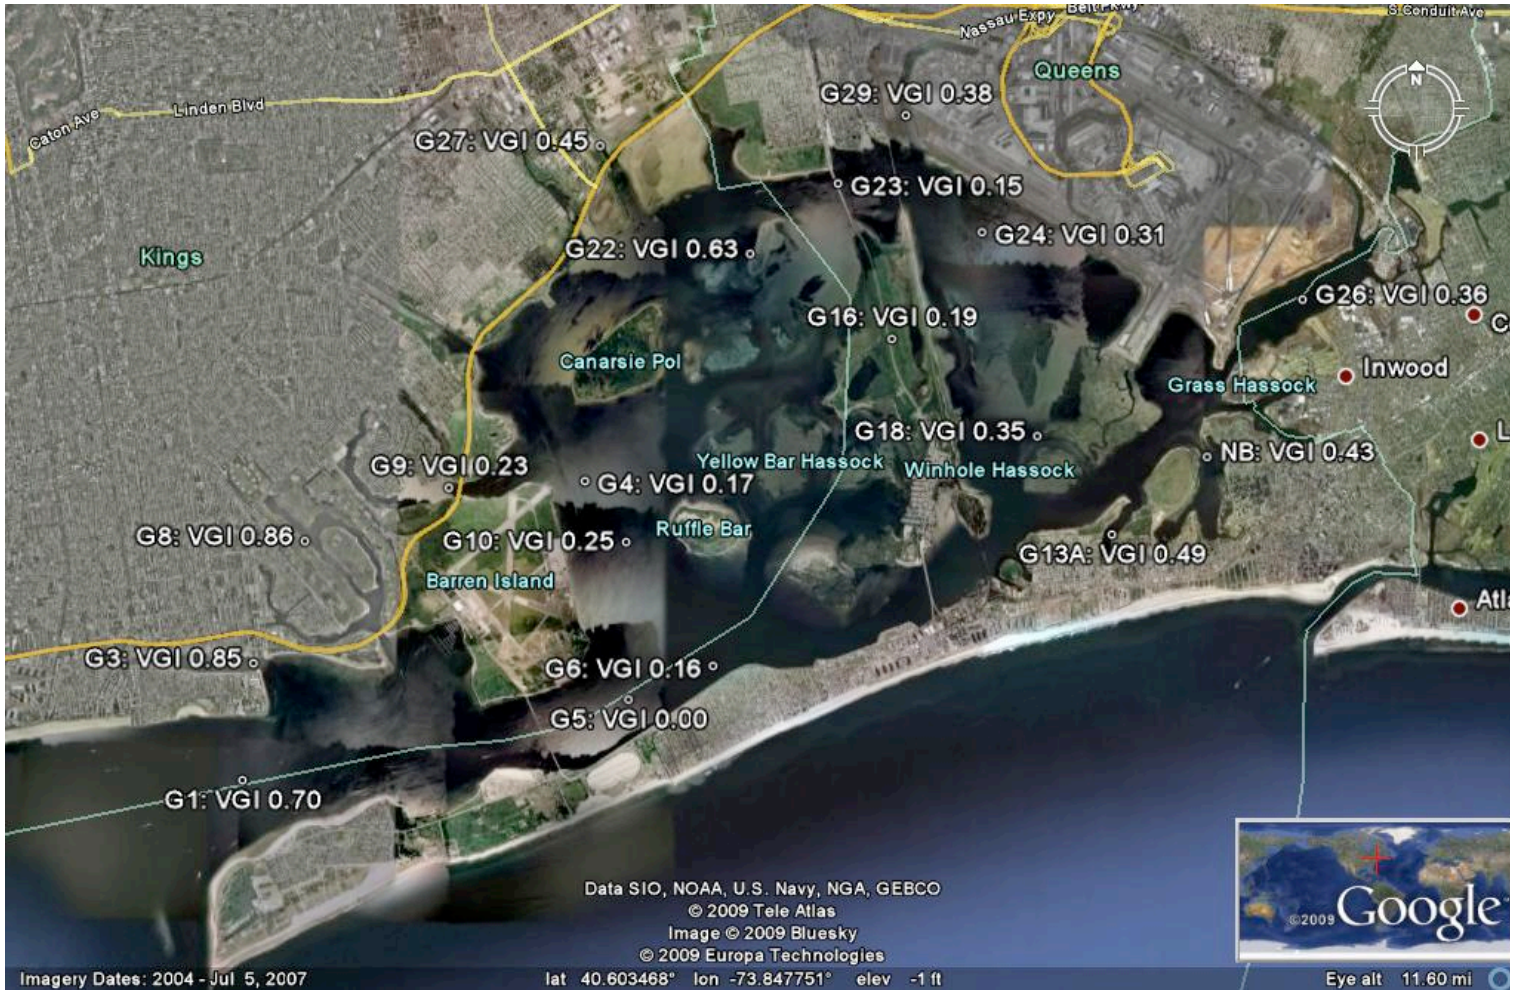 Nassau Expy
Belt Pkwy
S Conduit Ave
N
Queens
G29: VGI 0.38
Linden Blvd
Caton Ave
G27: VGI 0.45
G23: VGI 0.15
G24: VGI 0.31
G22: VGI 0.63
Kings
G26: VGI 0.36
G16: VGI 0.19
C
Canarsie Pol
Inwood
Grass Hassock
G18: VGI 0.35
L
NB: VGI 0.43
Yellow Bar Hassock
Winhole Hassock
G9: VGI 0.23
G4: VGI 0.17
Ruffle Bar
G8: VGI 0.86
G10: VGI 0.25
G13A: VGI 0.49
Barren Island
Atla
G3: VGI 0.85
G6: VGI 0.16
G5: VGI 0.00
G1: VGI 0.70
Data SIO, NOAA, U.S. Navy, NGA, GEBCO
© 2009 Tele Atlas
Image © 2009 Bluesky
© 2009 Europa Technologies
©2009 Google
Imagery Dates: 2004 - Jul 5, 2007 lat 40.603468° lon -73.847751° elev -1 ft Eye alt 11.60 mi